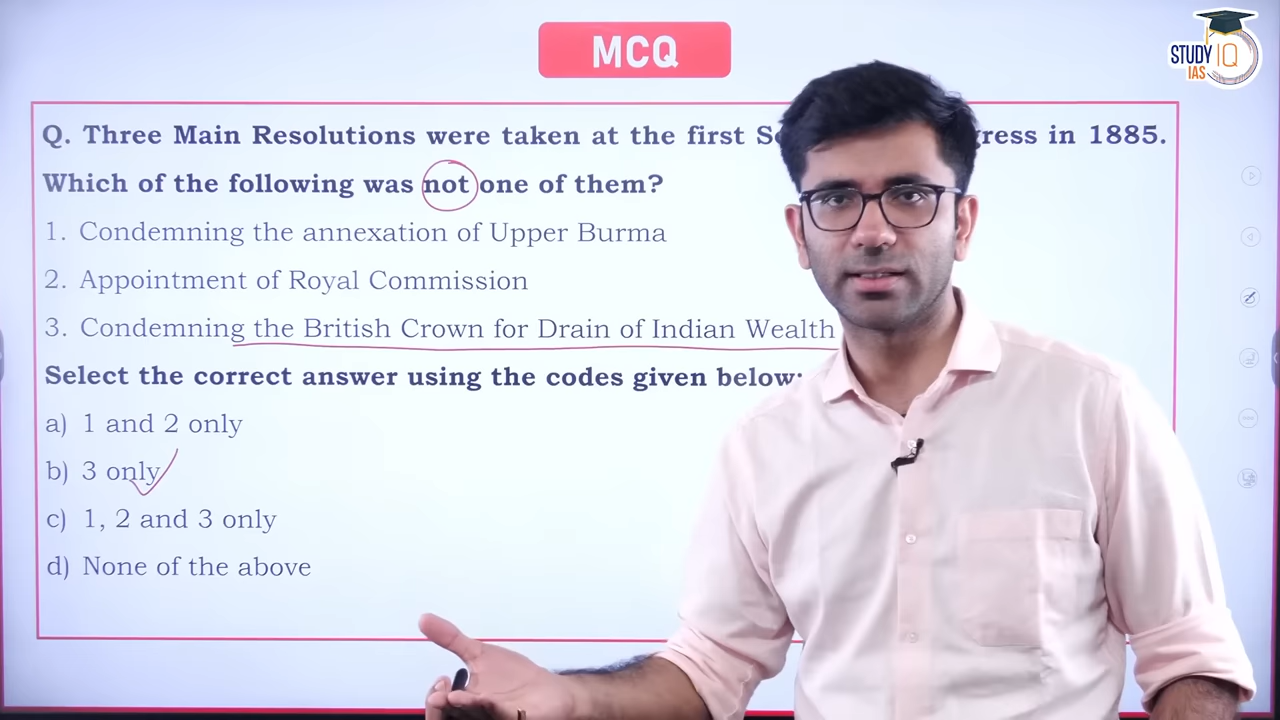 MCQ
STUDY IQ
IAS
Q. Three Main Resolutions were taken at the first in 1885.
Which of the following was not one of them?
1. Condemning the annexation of Upper Burma
2. Appointment of Royal Commission
3. Condemning the British Crown for Drain of Indian Wealth
Select the correct answer using the codes given below:
a) 1 and 2 only
b) 3 only
c) 1, 2 and 3 only
d) None of the above